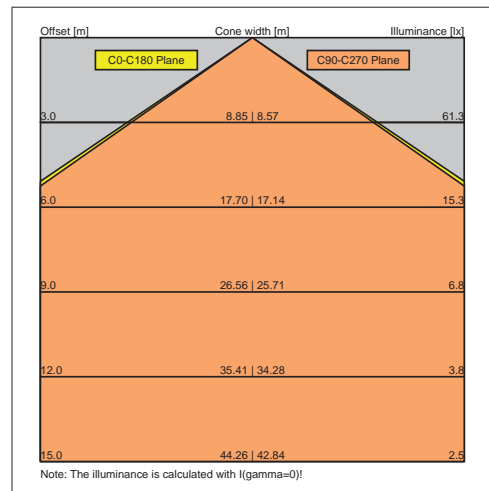 Offset [m] Cone width [m] Illuminance [lx]
C0-C180 Plane C90-C270 Plane
3.0 8.85 | 8.57 61.3
6.0 17.70 | 17.14 15.3
9.0 26.56 | 25.71 6.8
12.0 35.41 | 34.28 3.8
15.0 44.26 | 42.84 2.5
Note: The illuminance is calculated with I(gamma=0)!